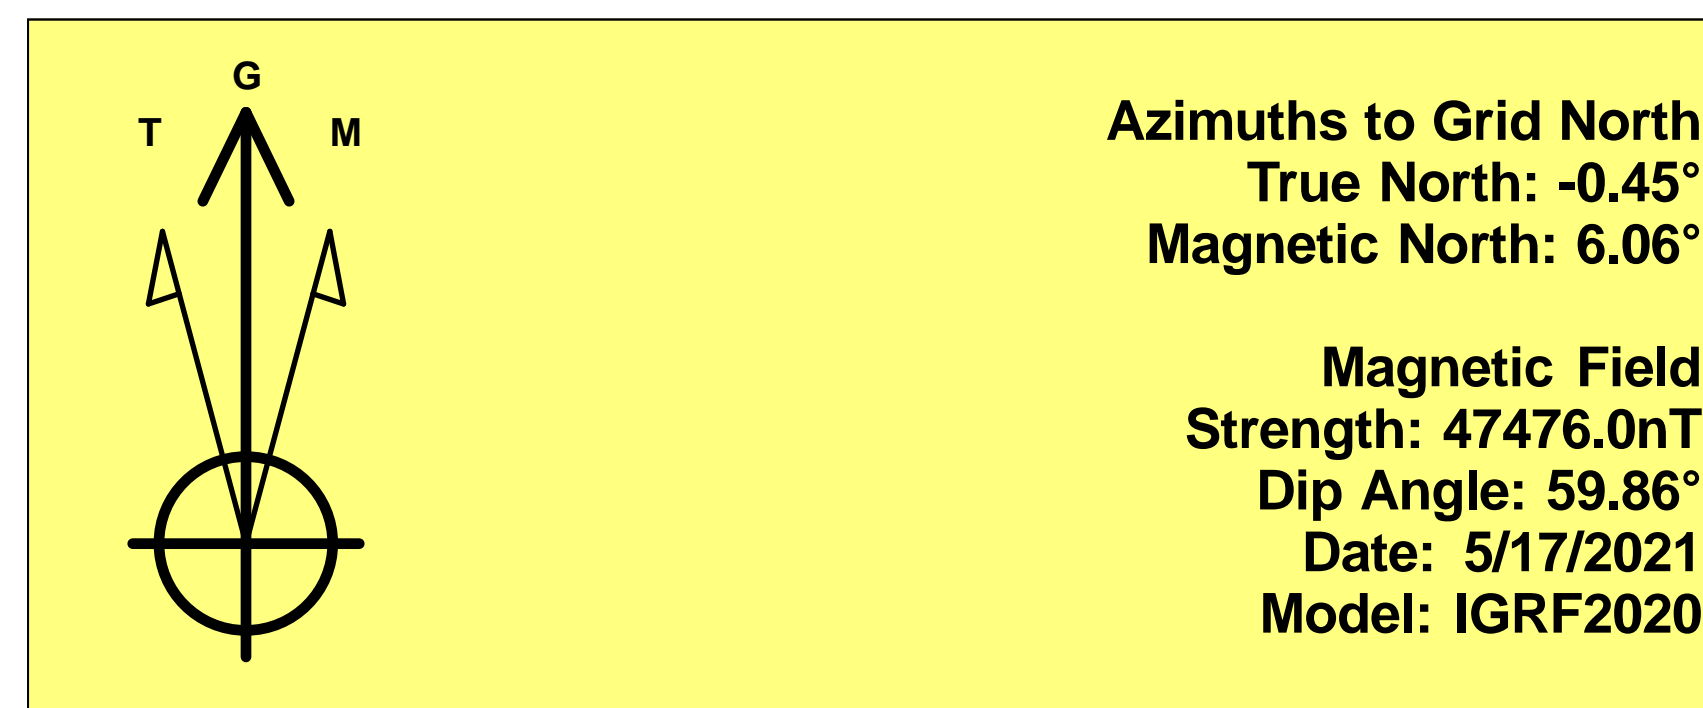 G
T M
Azimuths to Grid North
True North: -0.45°
Magnetic North: 6.06°
Magnetic Field
Strength: 47476.0nT
Dip Angle: 59.86°
Date: 5/17/2021
Model: IGRF2020